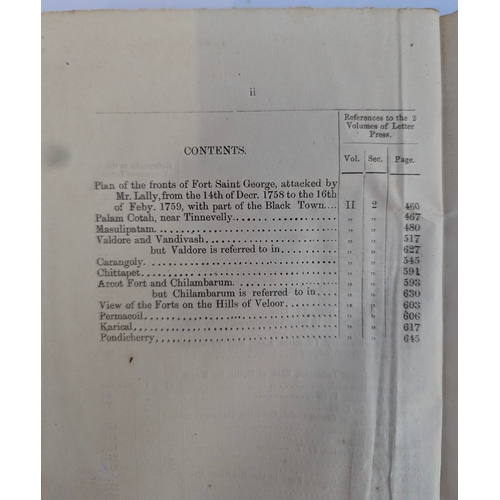 ii
References to the 2
Volumes of Letter
Press.
CONTENTS.
Vol. Sec. Page.
Plan of the fronts of Fort Saint George, attacked by
Mr. Lally, from the 14th of Decr. 1758 to the 16th
of Feby. 1759, with part of the Black Town.... II 2 460
Palam Cotah, near Tinnevelly.................. „ „ 467
Masulipatam.................. „ „ 480
Valdore and Vandivash.................. „ „ 517
but Valdore is referred to in.......... „ „ 627
Carangoly.................. „ „ 545
Chittapet.................. „ „ 591
Arcot Fort and Chilambarum.................. „ „ 593
but Chilambarum is referred to in.... „ „ 630
View of the Forts on the Hills of Veloor.......... „ „ 603
Permacoil.................. „ „ 606
Karical.................. „ „ 617
Pondicherry.................. „ „ 645